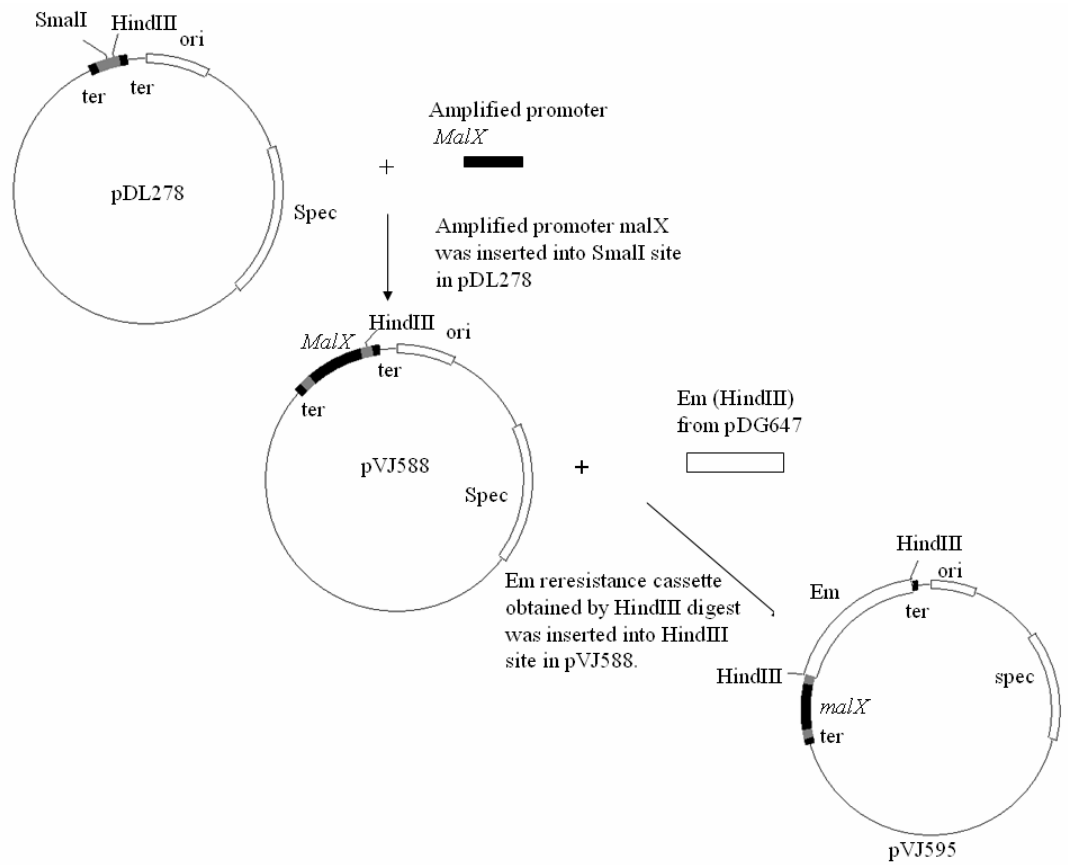 SmalI
HindIII
ori
ter
ter
pDL278
Spec
Amplified promoter
MalX
+
Amplified promoter malX
was inserted into SmalI site
in pDL278
MalX
HindIII
ori
ter
ter
pVJ588
Spec
+
Em (HindIII)
from pDG647
Em reresistance cassette
obtained by HindIII digest
was inserted into HindIII
site in pVJ588.
HindIII
ori
Em
ter
HindIII
malX
ter
spec
pVJ595